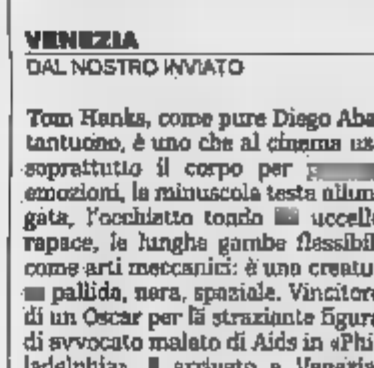 VENEZIA
DAL NOSTRO INVIATO
Tom Hanks, come pure Diego Aba
tantuono, è uno che al cinema us
soprattutto il corpo per
emozioni, la minuscola testa allun
gata, l'occhietto tondo uccello
rapace, le lunghe gambe flessibil
come arti meccanici: è una creatu
pallida, nera, spaziale. Vincitore
di un Oscar per la straziante figura
di avvocato malato di Aids in «Phi
ladelphia», arrivato a Venezia